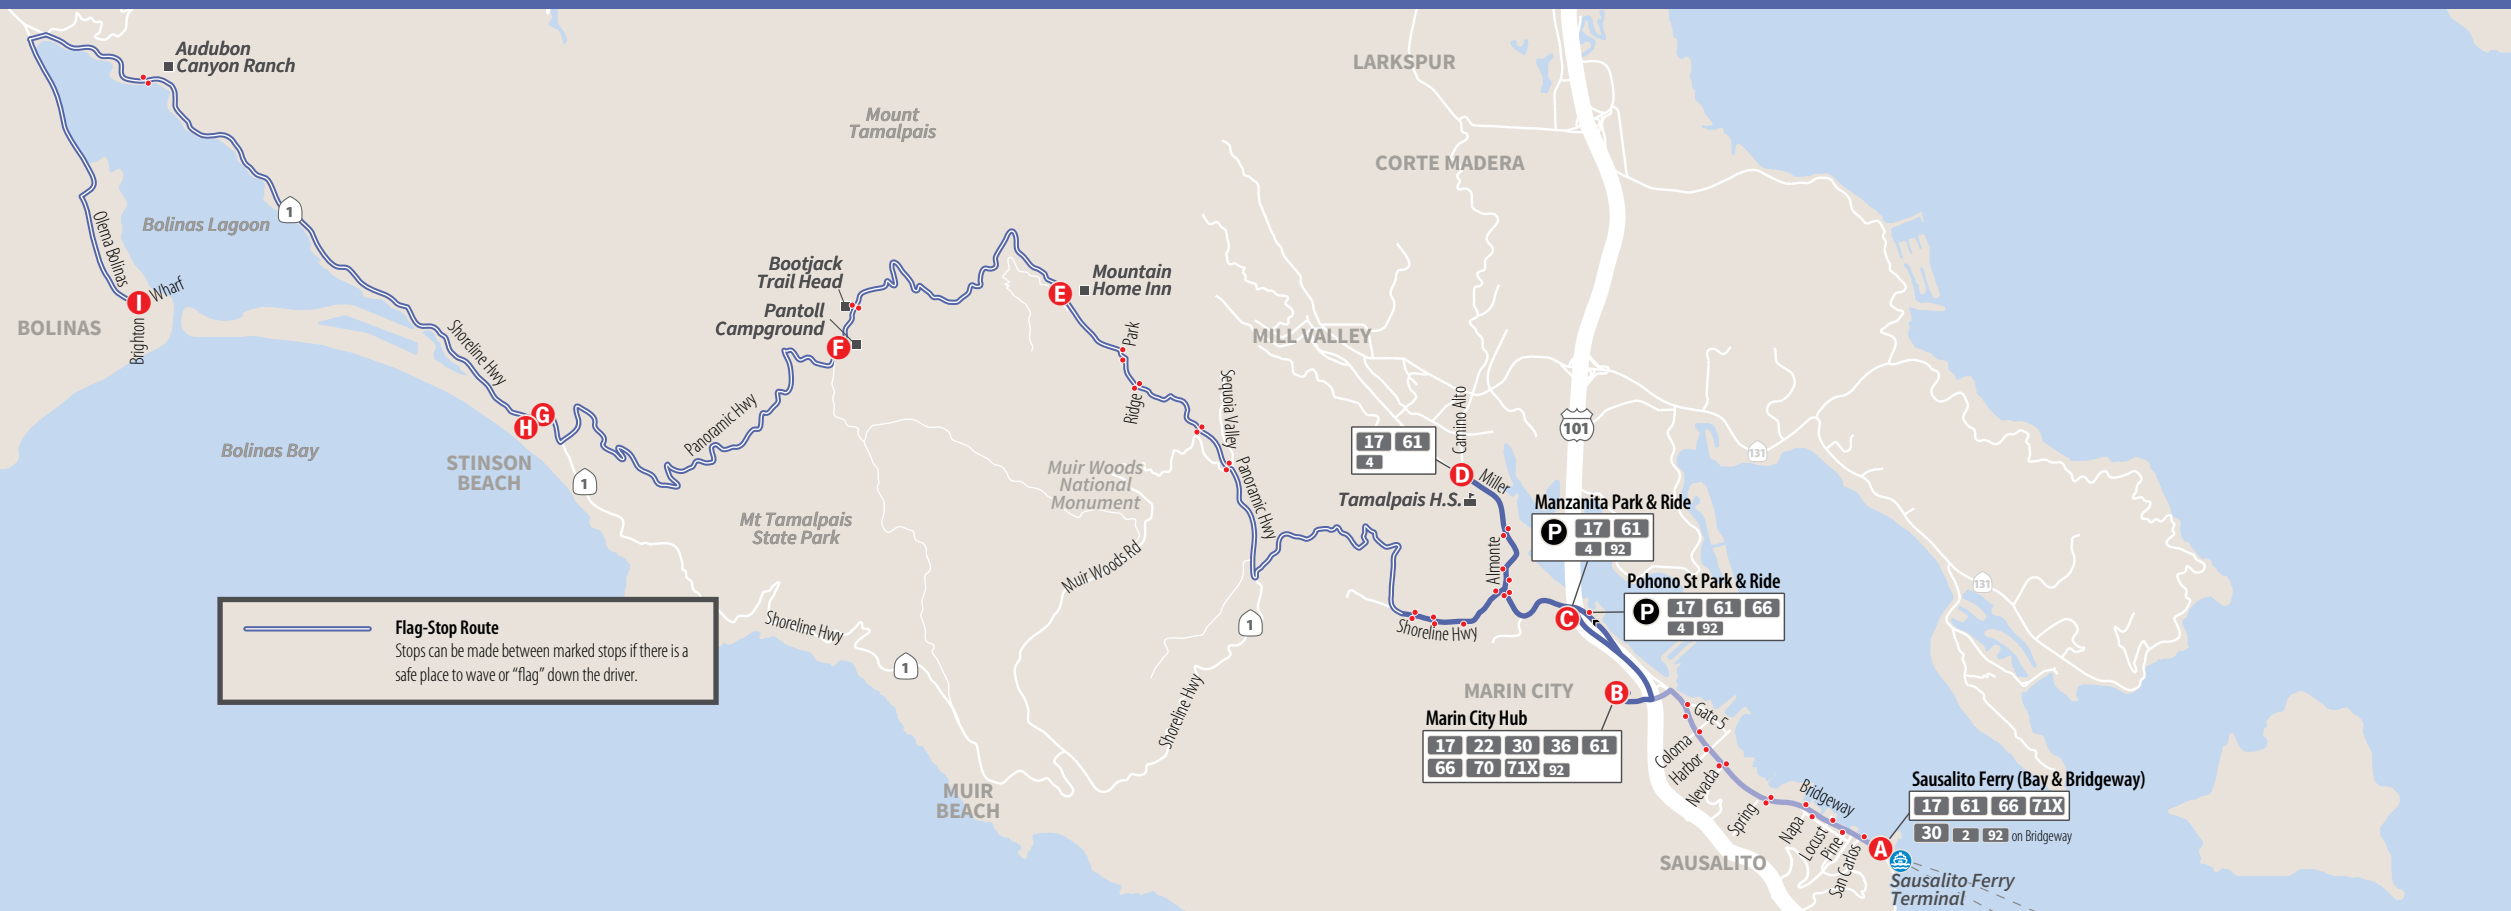 Audubon
Canyon Ranch
LARKSPUR
Mount
Tamalpais
CORTE MADERA
1
Bolinas Lagoon
Olema Bolinas
Bootjack
Trail Head
Mountain
Home Inn
E
I
Wharf
Pantoll
Campground
BOLINAS
Brighton
Shoreline Hwy
F
Park
MILL VALLEY
Ridge
Sequoia Valley
Camino Alto
G
H
Panoramic Hwy
101
17 61
4
Bolinas Bay
STINSON
BEACH
131
1
Muir Woods
National
Monument
Panoramic Hwy
D
Miller
Tamalpais H.S.
Manzanita Park & Ride
P
17 61
4 92
Mt Tamalpais
State Park
Almonte
Muir Woods Rd
Pohono St Park & Ride
P
17 61 66
4 92
131
Flag-Stop Route
Stops can be made between marked stops if there is a
safe place to wave or “flag” down the driver.
Shoreline Hwy
1
1
Shoreline Hwy
C
MARIN CITY
B
Marin City Hub
17 22 30 36 61
66 70 71X 92
Shoreline Hwy
Gate 5
Coloma
Harbor
Nevada
MUIR
BEACH
Spring
Bridgeway
Napa
Locust
Pine
San Carlos
Sausalito Ferry (Bay & Bridgeway)
17 61 66 71X
30 2 92 on Bridgeway
A
SAUSALITO
Sausalito Ferry
Terminal